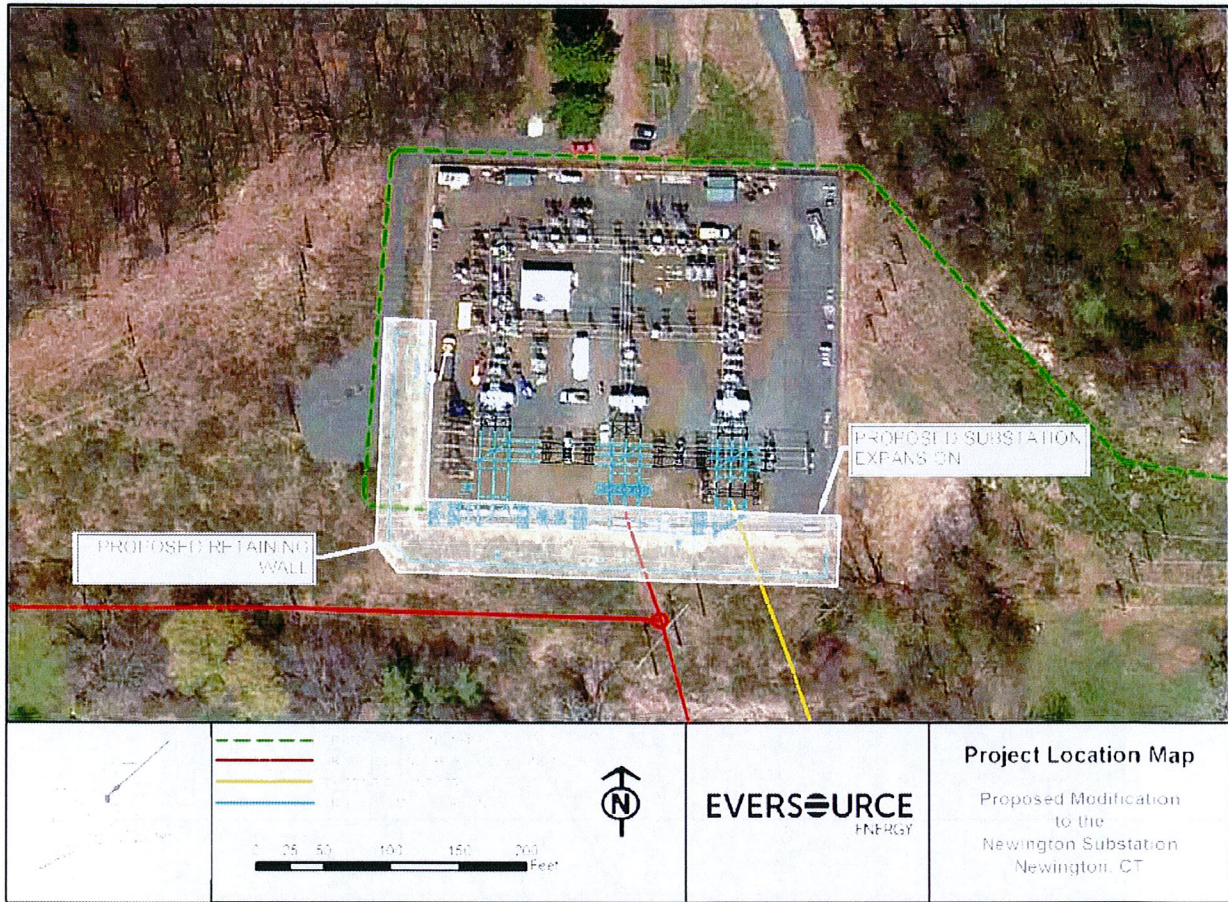 PROPOSED SUBSTATION
EXPANSION
PROPOSED RETAINING
WALL
0 25 50 100 150 200
Feet
N
EVERSOURCE
ENERGY
Project Location Map
Proposed Modification
to the
Newington Substation
Newington, CT